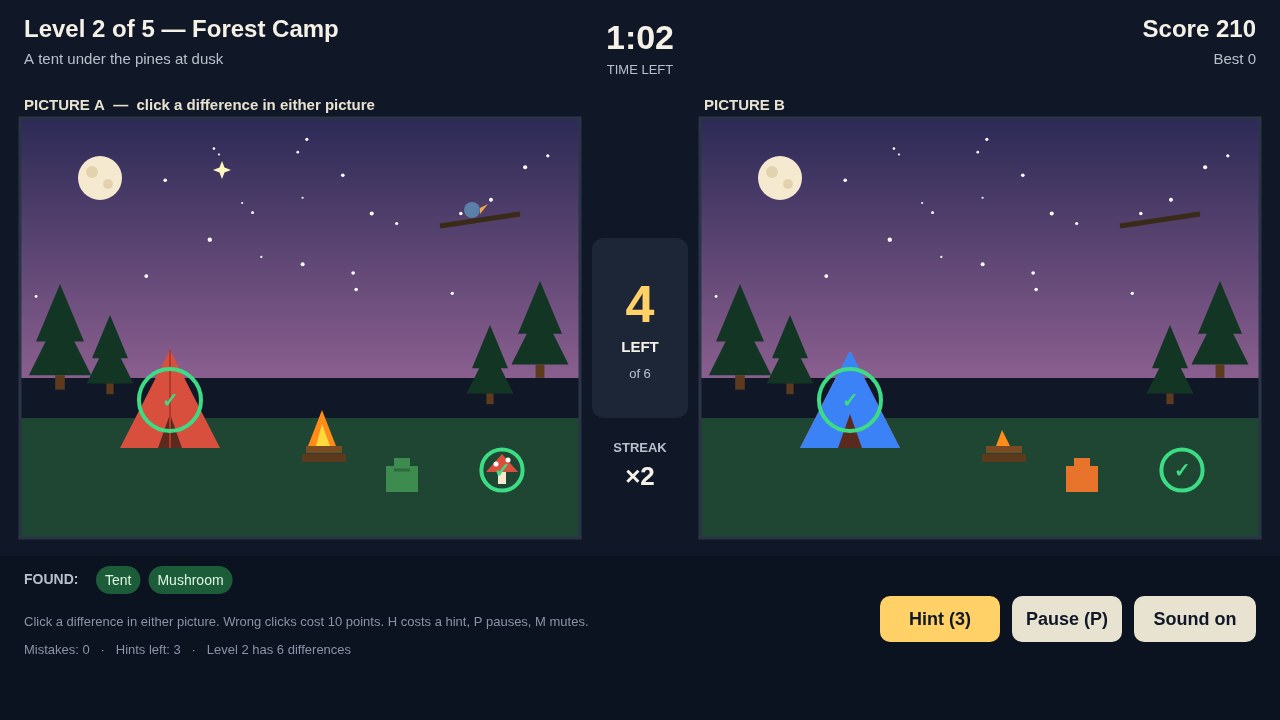 Level 2 of 5 — Forest Camp
A tent under the pines at dusk
1:02
TIME LEFT
Score 210
Best 0
PICTURE A — click a difference in either picture
PICTURE B
4
LEFT
of 6
STREAK
×2
FOUND: Tent Mushroom
Click a difference in either picture. Wrong clicks cost 10 points. H costs a hint, P pauses, M mutes.
Mistakes: 0 · Hints left: 3 · Level 2 has 6 differences
Hint (3)
Pause (P)
Sound on